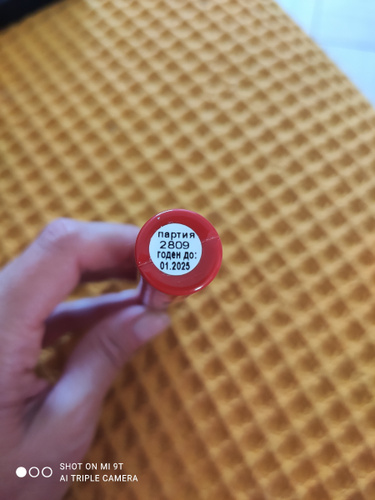 партия
2809
годен до:
01.2025
SHOT ON MI 9T
AI TRIPLE CAMERA